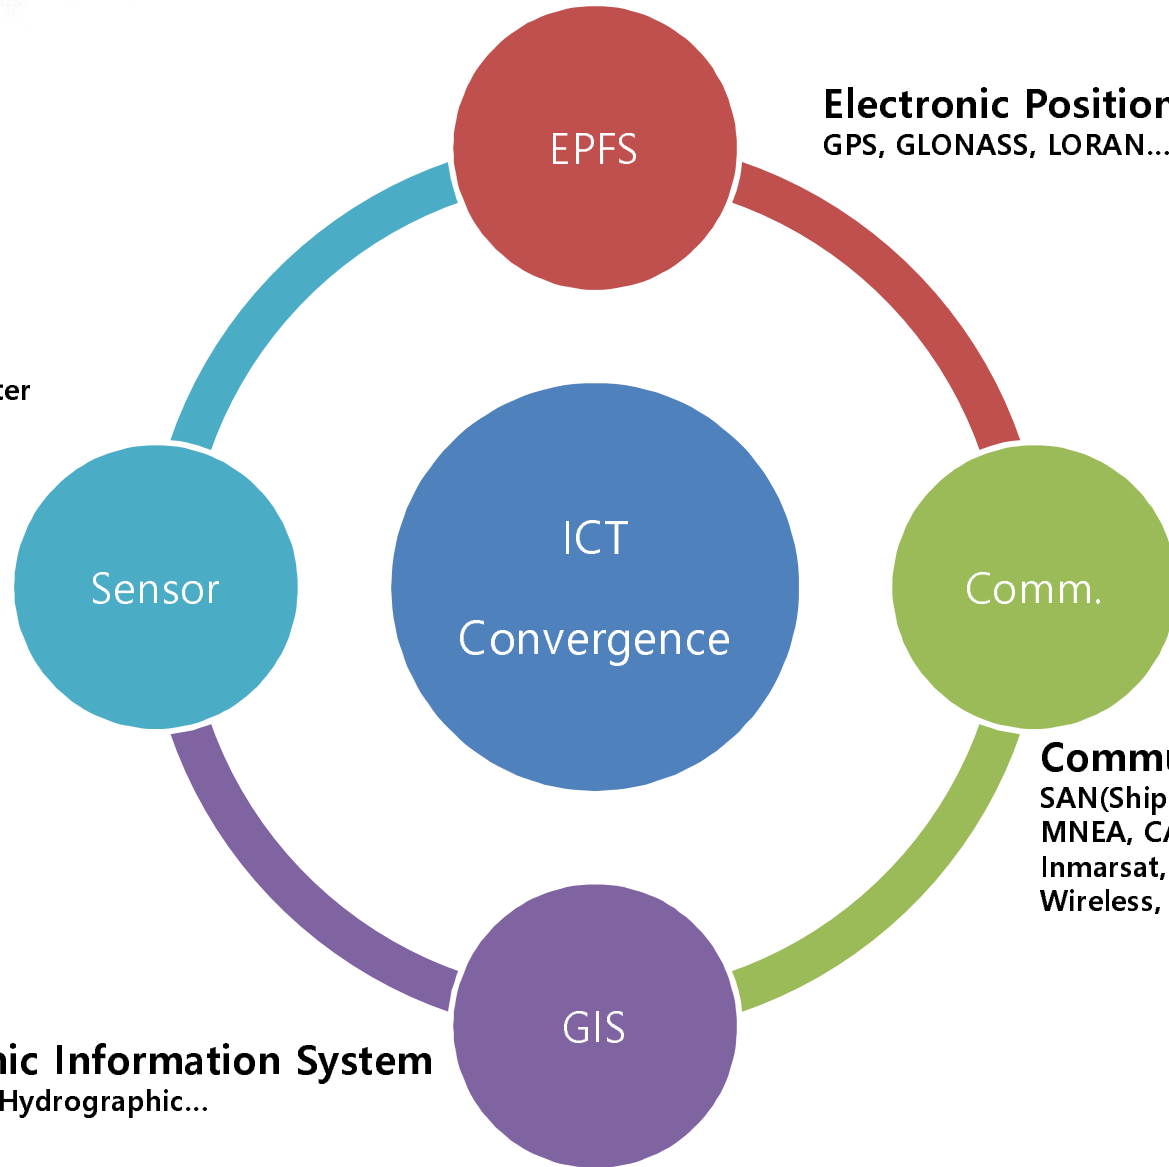 EPFS
Electronic Position
GPS, GLONASS, LORAN...
ter
Sensor
ICT
Convergence
Comm.
Commu
SAN(Ship
MNEA, CA
Inmarsat,
Wireless,
GIS
nic Information System
Hydrographic...